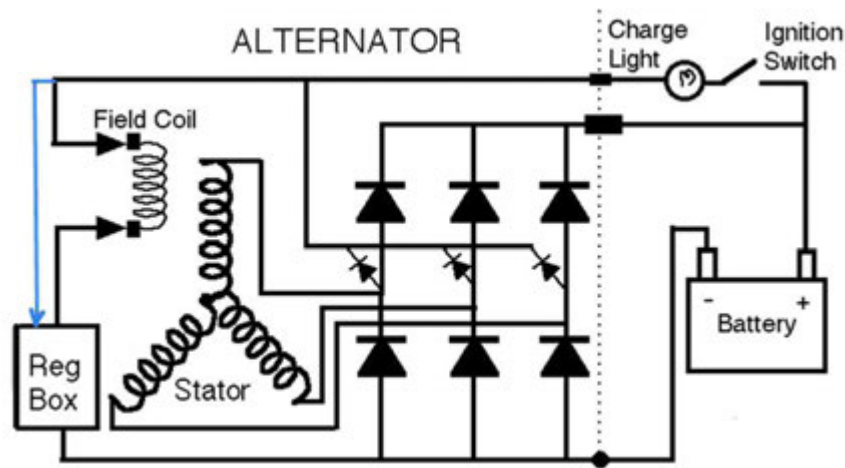 ALTERNATOR
Charge
Light
Ignition
Switch
Field Coil
Reg
Box
Stator
- +
Battery